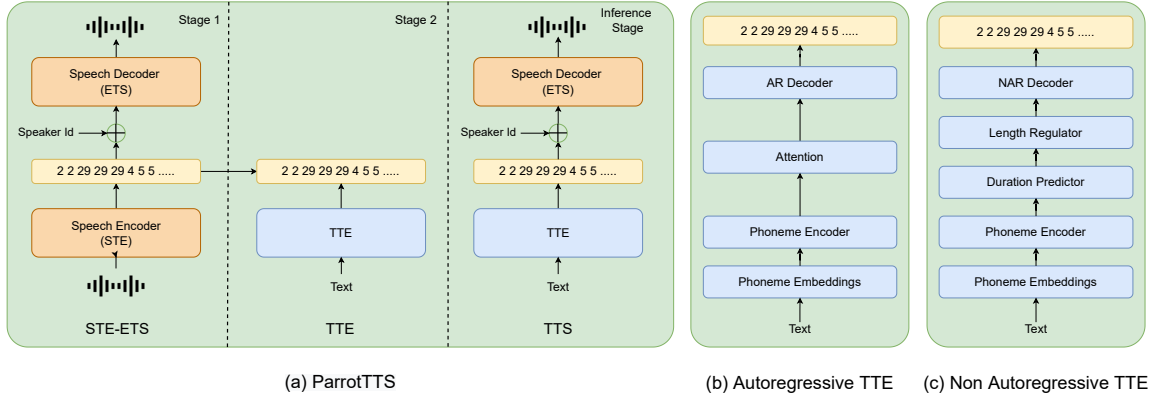 Stage 1
Speech Decoder
(ETS)
Speaker Id
2 2 29 29 29 4 5 5 .....
Speech Encoder
(STE)
STE-ETS
Stage 2
2 2 29 29 29 4 5 5 .....
TTE
Text
TTE
Inference
Stage
Speech Decoder
(ETS)
Speaker Id
2 2 29 29 29 4 5 5 .....
TTE
Text
TTS
(a) ParrotTTS
2 2 29 29 29 4 5 5 .....
AR Decoder
Attention
Phoneme Encoder
Phoneme Embeddings
Text
(b) Autoregressive TTE
2 2 29 29 29 4 5 5 .....
NAR Decoder
Length Regulator
Duration Predictor
Phoneme Encoder
Phoneme Embeddings
Text
(c) Non Autoregressive TTE